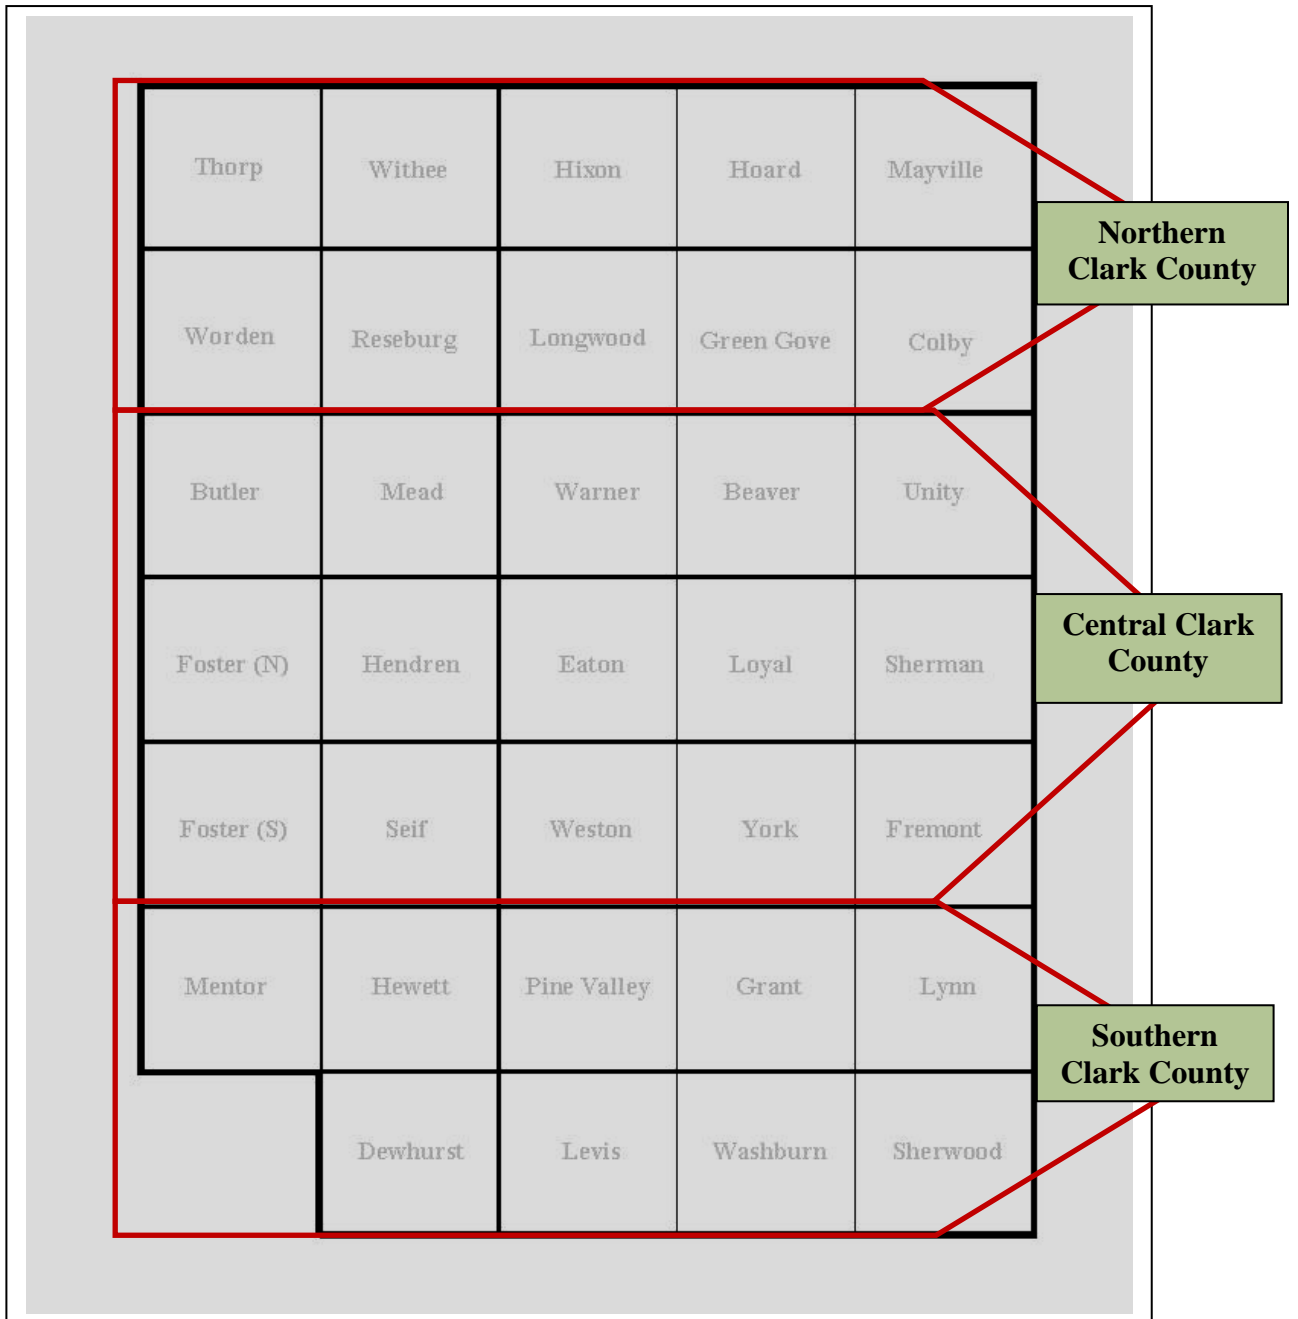 Thorp
Withee
Hixon
Hoard
Mayville
Northern
Clark County
Worden
Reseburg
Longwood
Green Gove
Colby
Butler
Mead
Warner
Beaver
Unity
Central Clark
County
Foster (N)
Hendren
Eaton
Loyal
Sherman
Foster (S)
Seif
Weston
York
Fremont
Mentor
Hewett
Pine Valley
Grant
Lynn
Southern
Clark County
Dewhurst
Levis
Washburn
Sherwood